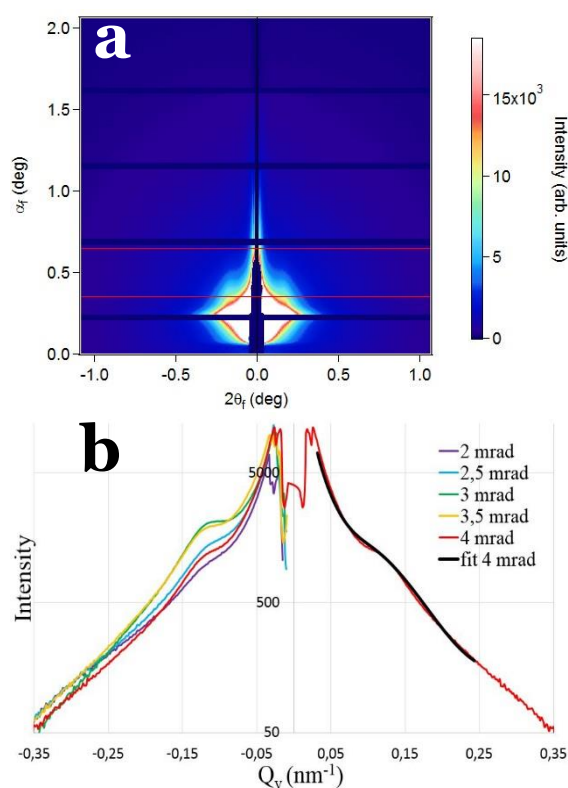 a
2.0
1.5
1.0
0.5
0.0
αf (deg)
-1.0 -0.5 0.0 0.5 1.0
2θf (deg)
15x10³
10
5
0
Intensity (arb. units)
b
5000
500
50
Intensity
2 mrad
2,5 mrad
3 mrad
3,5 mrad
4 mrad
fit 4 mrad
-0,35 -0,25 -0,15 -0,05 0,05 0,15 0,25 0,35
Qy (nm⁻¹)